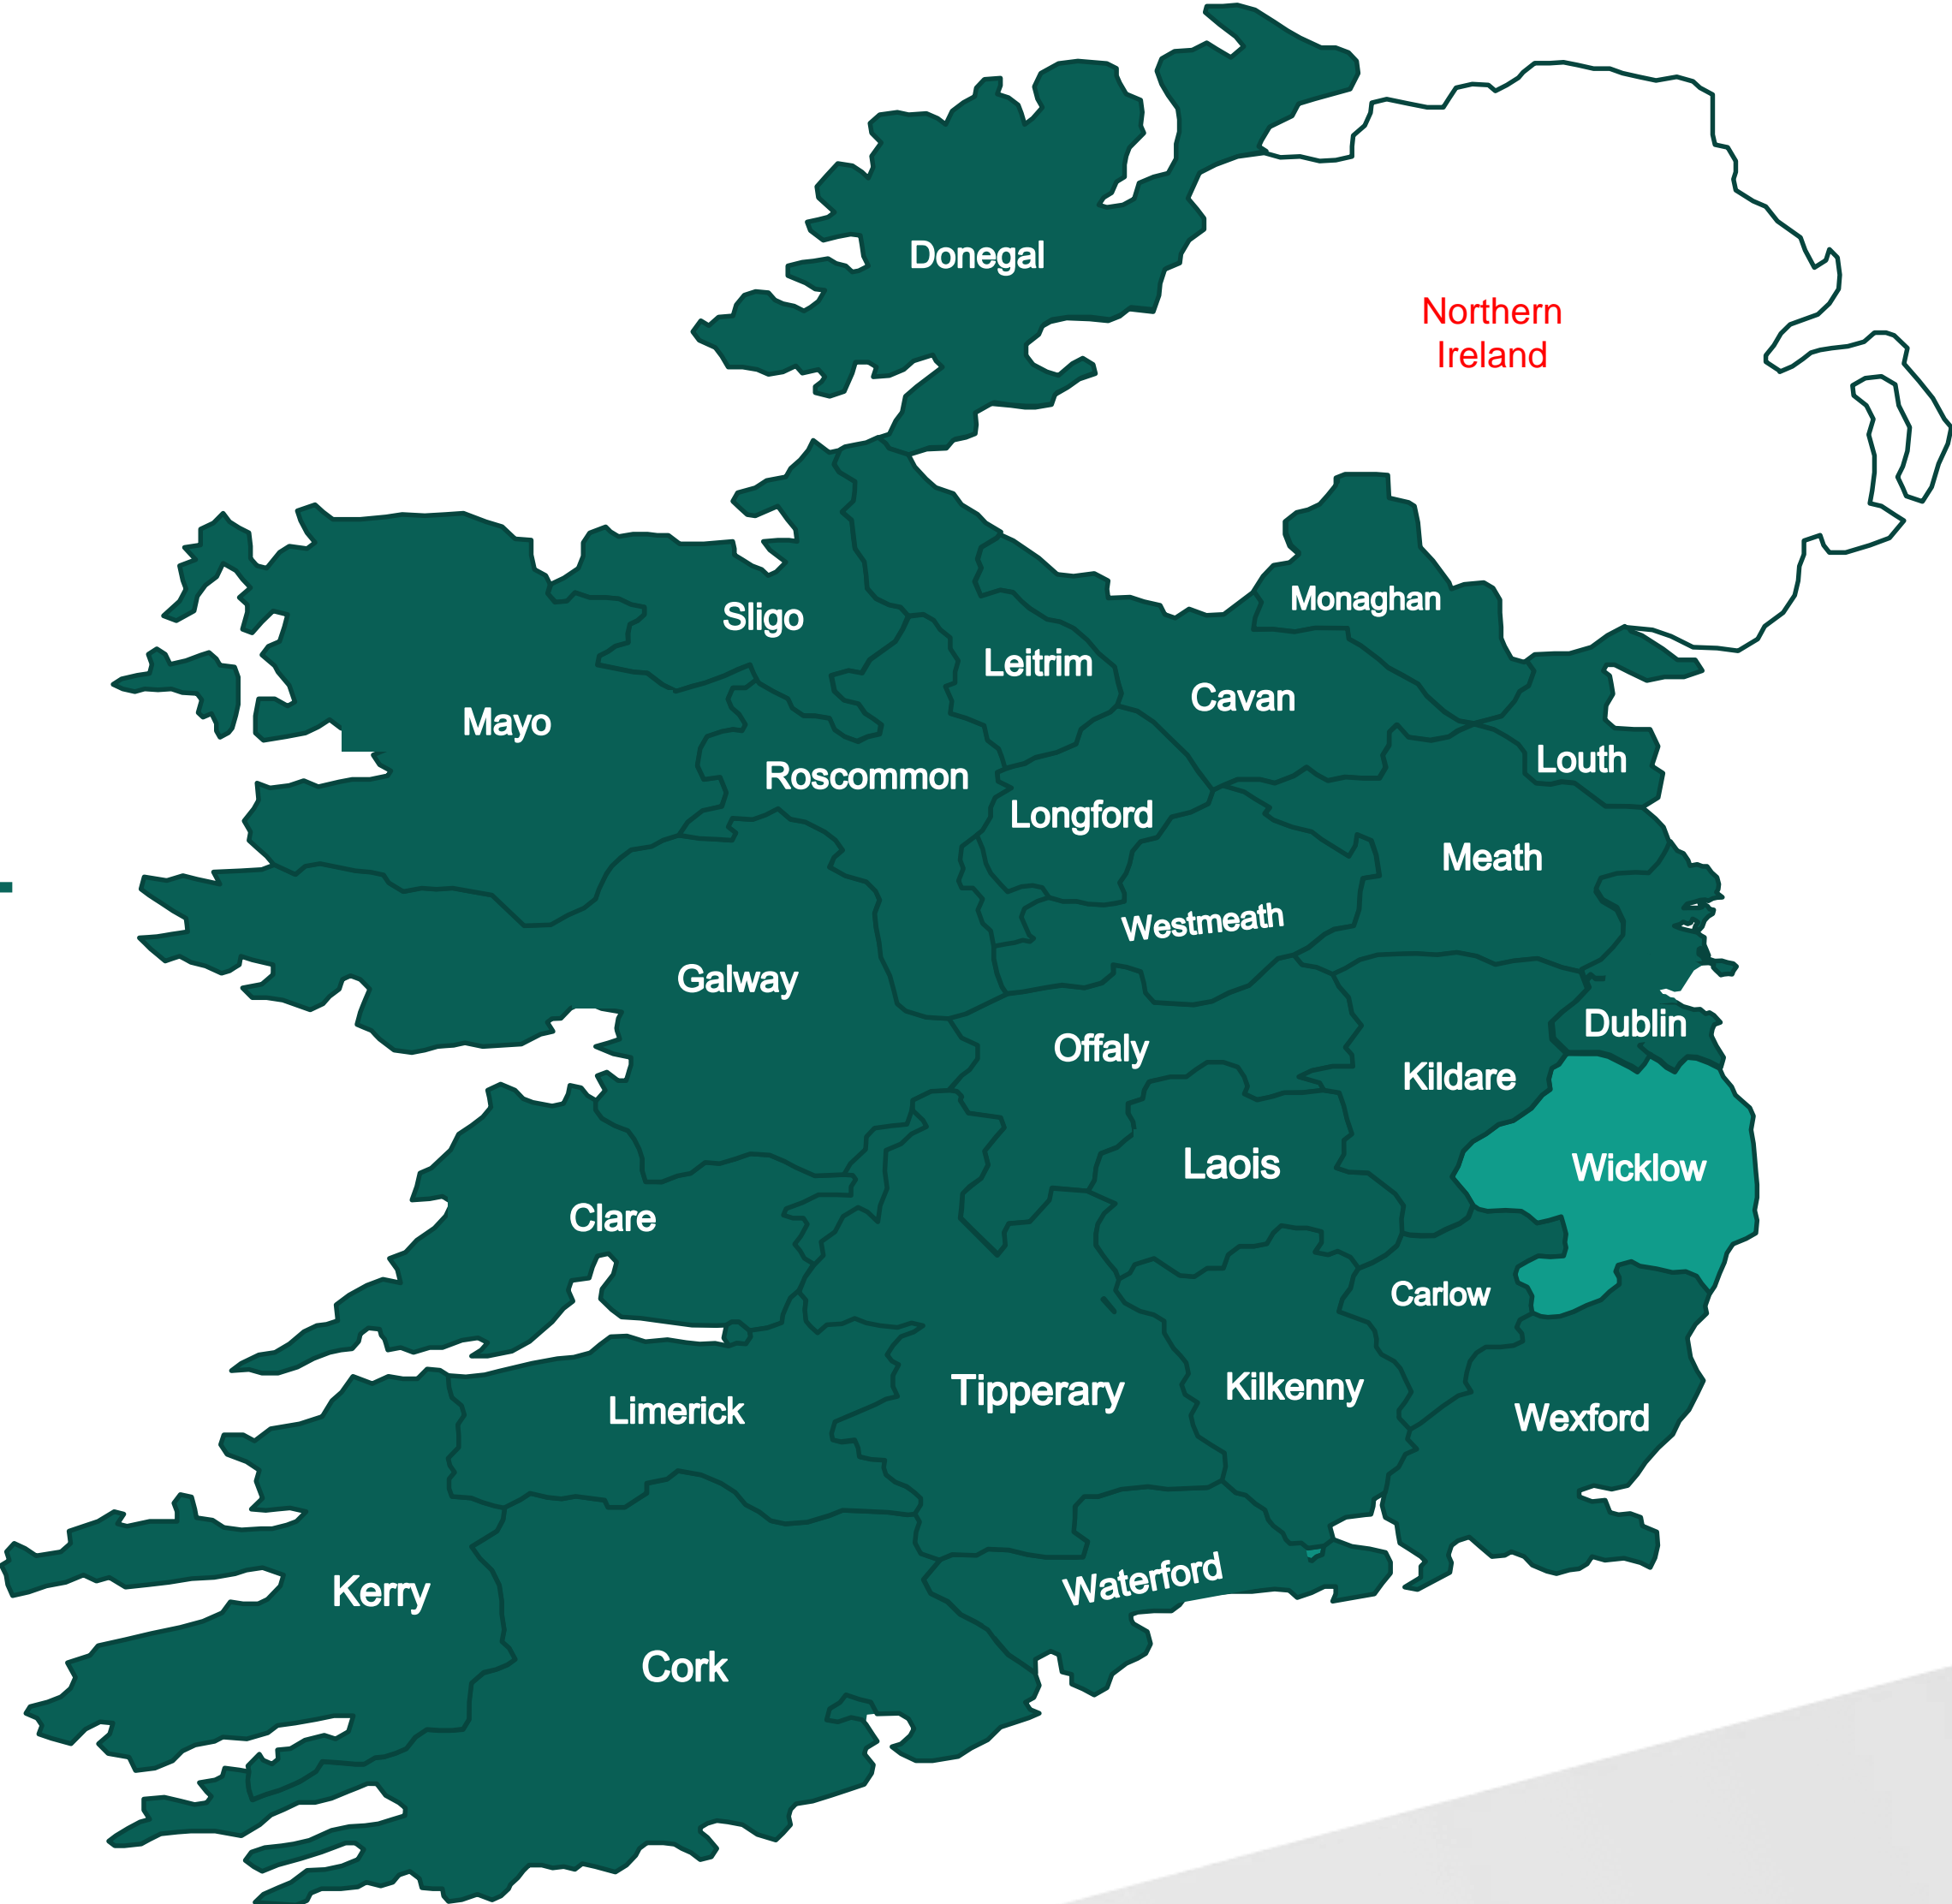 Donegal
Northern
Ireland
Monaghan
Sligo
Leitrim
Cavan
Mayo
Louth
Roscommon
Longford
Meath
Westmeath
Galway
Dublin
Offaly
Kildare
Laois
Wicklow
Clare
Carlow
Kilkenny
Tipperary
Limerick
Wexford
Waterford
Kerry
Cork